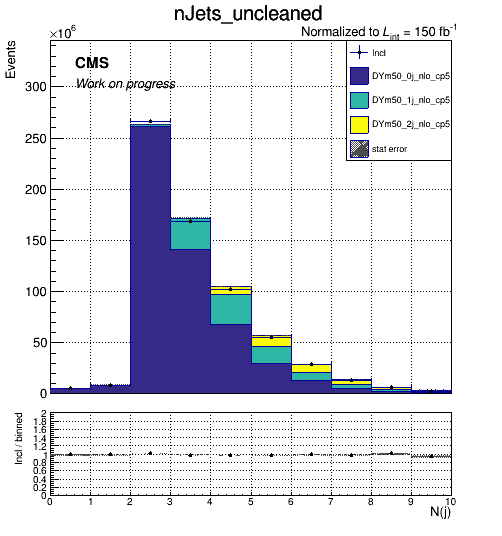 nJets_uncleaned
Normalized to L_int = 150 fb⁻¹
×10⁶
Events
CMS
Work on progress
Incl
DYm50_0j_nlo_cp5
DYm50_1j_nlo_cp5
DYm50_2j_nlo_cp5
stat error
300
250
200
150
100
50
0
0 1 2 3 4 5 6 7 8 9 10
Incl / binned
2
1.8
1.6
1.4
1.2
1
0.8
0.6
0.4
0.2
0
0 1 2 3 4 5 6 7 8 9 10
N(j)